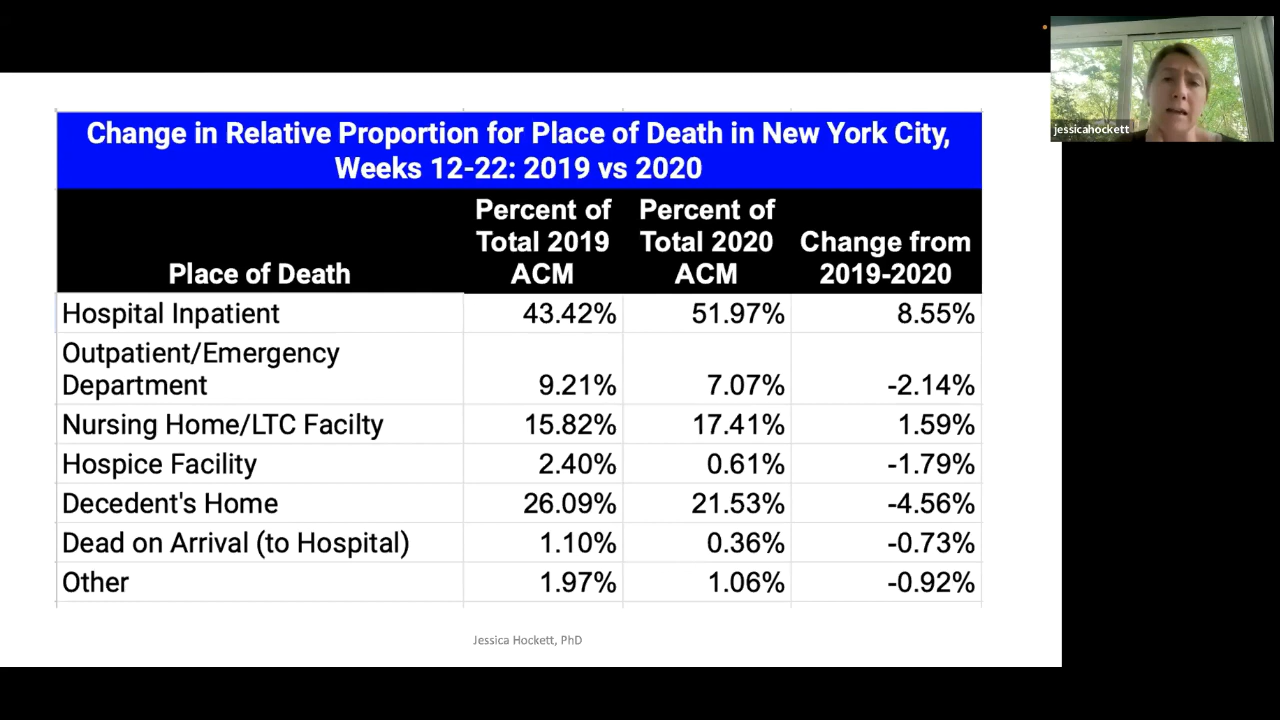 jessicahockett
Change in Relative Proportion for Place of Death in New York City,
Weeks 12-22: 2019 vs 2020
Place of Death
Percent of
Total 2019
ACM
Percent of
Total 2020
ACM
Change from
2019-2020
Hospital Inpatient 43.42% 51.97% 8.55%
Outpatient/Emergency
Department 9.21% 7.07% -2.14%
Nursing Home/LTC Facilty 15.82% 17.41% 1.59%
Hospice Facility 2.40% 0.61% -1.79%
Decedent's Home 26.09% 21.53% -4.56%
Dead on Arrival (to Hospital) 1.10% 0.36% -0.73%
Other 1.97% 1.06% -0.92%
Jessica Hockett, PhD